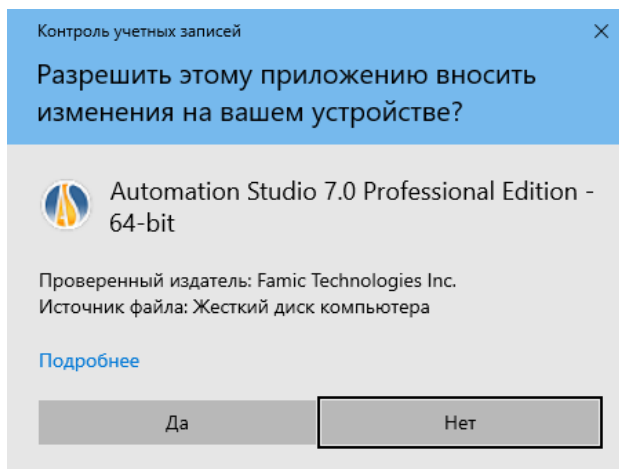 Контроль учетных записей
Разрешить этому приложению вносить
изменения на вашем устройстве?
Automation Studio 7.0 Professional Edition -
64-bit
Проверенный издатель: Famic Technologies Inc.
Источник файла: Жесткий диск компьютера
Подробнее
Да
Нет